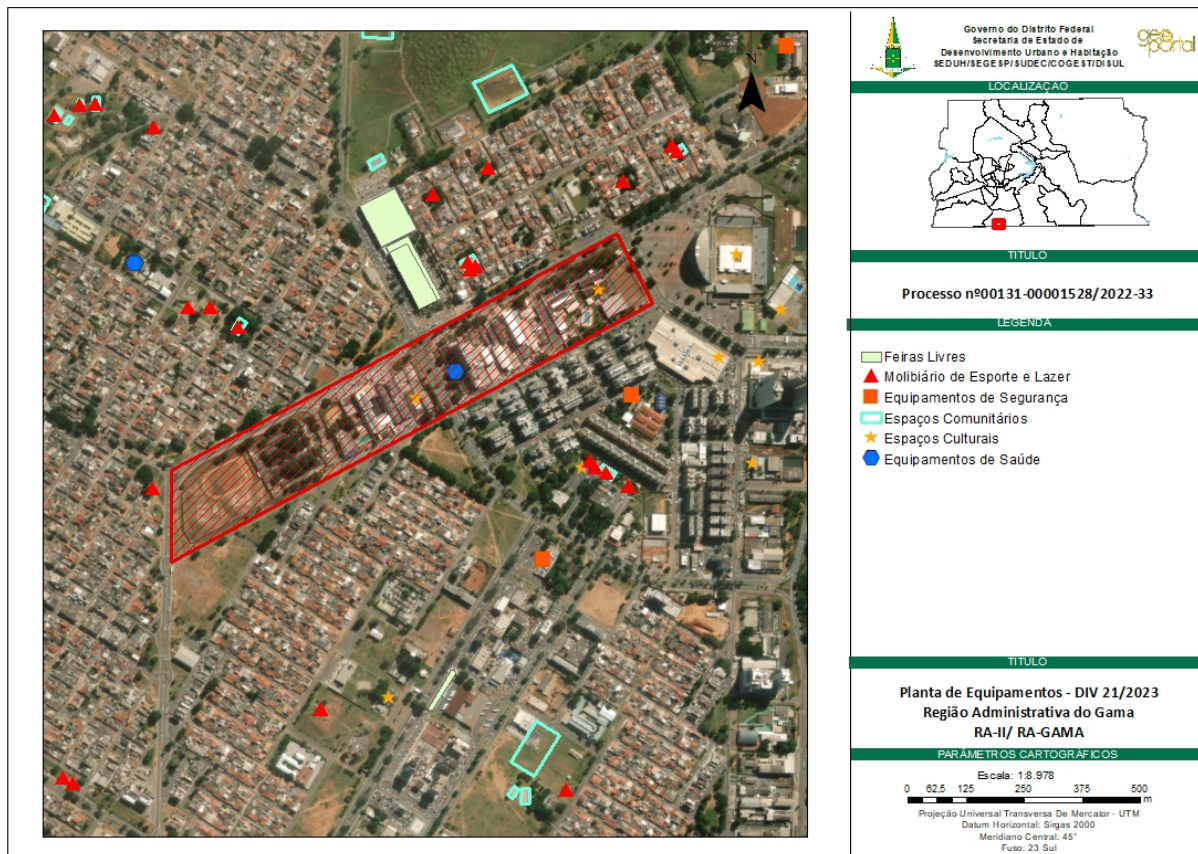 N
Governo do Distrito Federal
Secretaria de Estado de
Desenvolvimento Urbano e Habitação
SEDUH/SEGESP/SUDEC/COGEST/DISUL
geo
portal
LOCALIZAÇAO
TITULO
Processo nº00131-00001528/2022-33
LEGENDA
Feiras Livres
Molibiário de Esporte e Lazer
Equipamentos de Segurança
Espaços Comunitários
Espaços Culturais
Equipamentos de Saúde
TITULO
Planta de Equipamentos - DIV 21/2023
Região Administrativa do Gama
RA-II/ RA-GAMA
PARÂMETROS CARTOGRÁFICOS
Escala: 1:8.978
0 62,5 125 250 375 500
m
Projeção Universal Transversa De Mercator - UTM
Datum Horizontal: Sirgas 2000
Meridiano Central: 45°
Fuso: 23 Sul